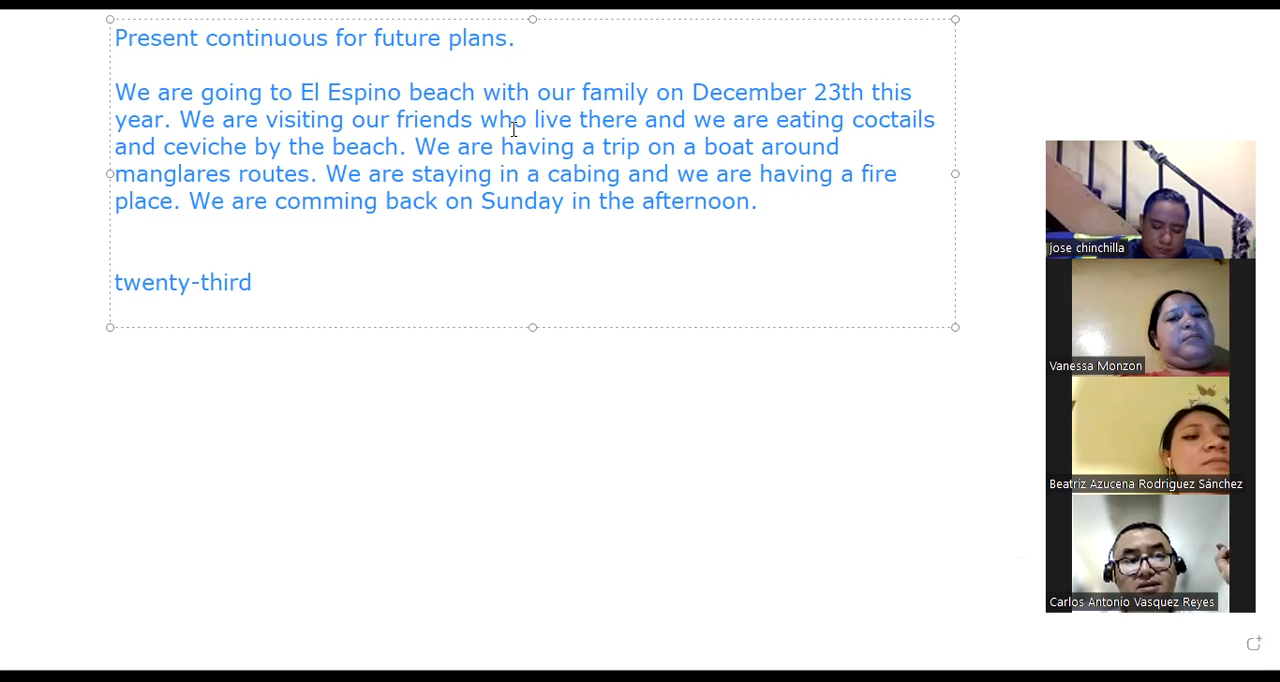 Present continuous for future plans.
We are going to El Espino beach with our family on December 23th this
year. We are visiting our friends who live there and we are eating coctails
and ceviche by the beach. We are having a trip on a boat around
manglares routes. We are staying in a cabing and we are having a fire
place. We are comming back on Sunday in the afternoon.
twenty-third
jose chinchilla
Vanessa Monzon
Beatriz Azucena Rodriguez Sánchez
Carlos Antonio Vasquez Reyes